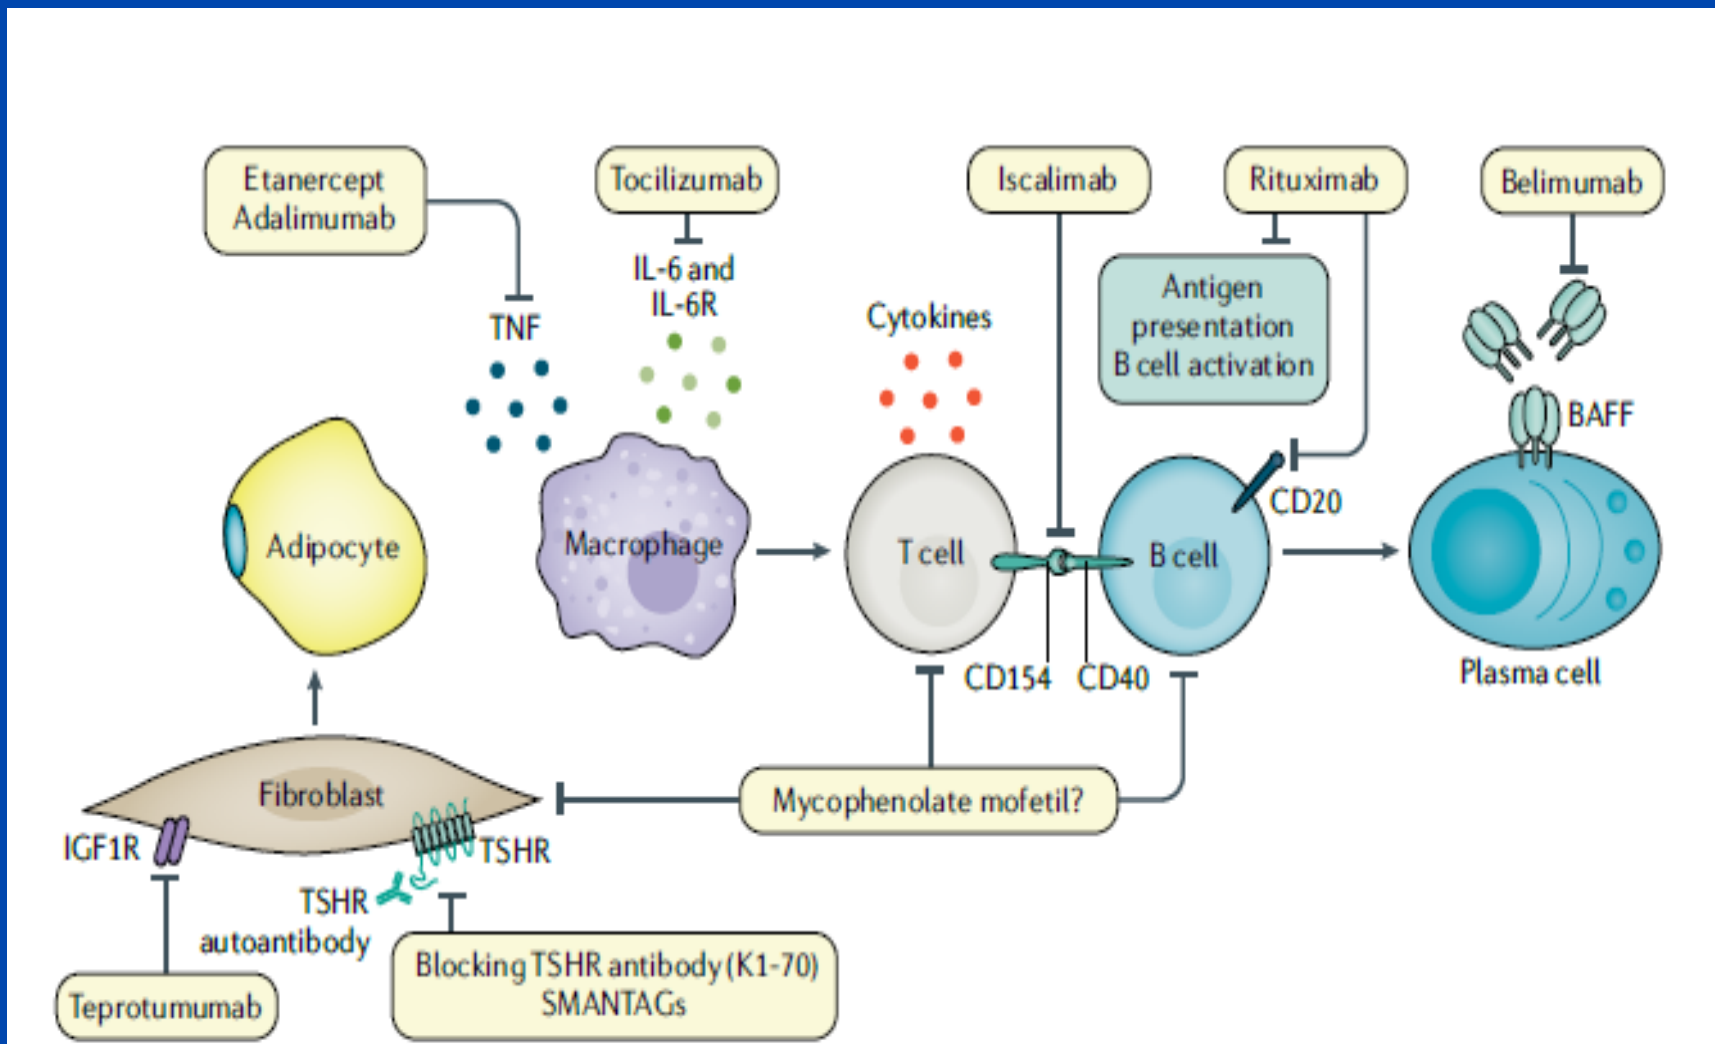 Etanercept
Adalimumab
Tocilizumab
Iscalimab
Rituximab
Belimumab
TNF
IL-6 and
IL-6R
Cytokines
Antigen
presentation
B cell activation
BAFF
CD20
Adipocyte
Macrophage
T cell
B cell
CD154
CD40
Plasma cell
Fibroblast
Mycophenolate mofetil?
IGF1R
TSHR
TSHR
autoantibody
Blocking TSHR antibody (K1-70)
SMANTAGs
Teprotumumab